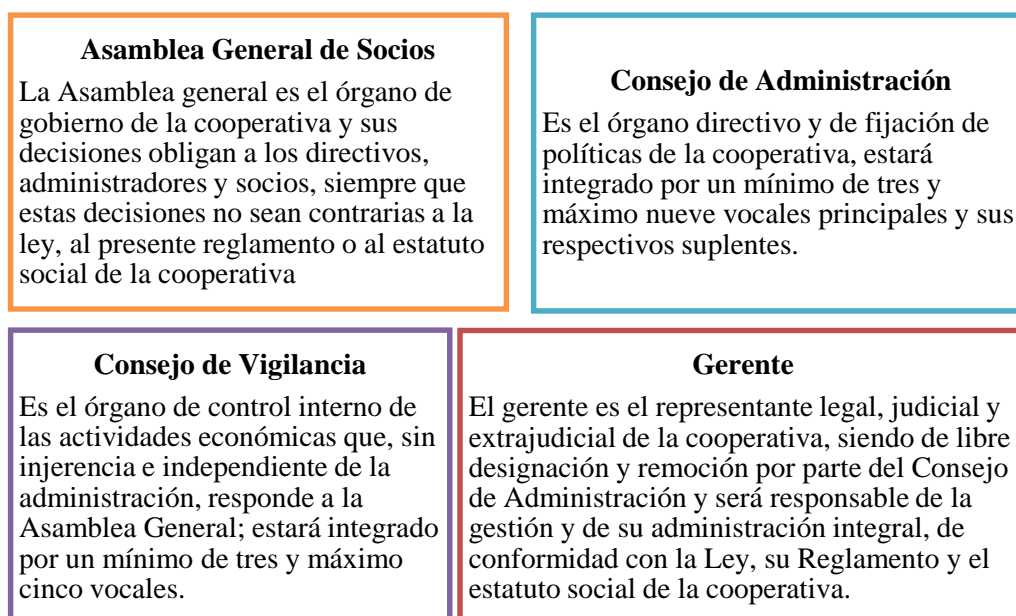 Asamblea General de Socios
La Asamblea general es el órgano de
gobierno de la cooperativa y sus
decisiones obligan a los directivos,
administradores y socios, siempre que
estas decisiones no sean contrarias a la
ley, al presente reglamento o al estatuto
social de la cooperativa
Consejo de Administración
Es el órgano directivo y de fijación de
políticas de la cooperativa, estará
integrado por un mínimo de tres y
máximo nueve vocales principales y sus
respectivos suplentes.
Consejo de Vigilancia
Es el órgano de control interno de
las actividades económicas que, sin
injerencia e independiente de la
administración, responde a la
Asamblea General; estará integrado
por un mínimo de tres y máximo
cinco vocales.
Gerente
El gerente es el representante legal, judicial y
extrajudicial de la cooperativa, siendo de libre
designación y remoción por parte del Consejo
de Administración y será responsable de la
gestión y de su administración integral, de
conformidad con la Ley, su Reglamento y el
estatuto social de la cooperativa.